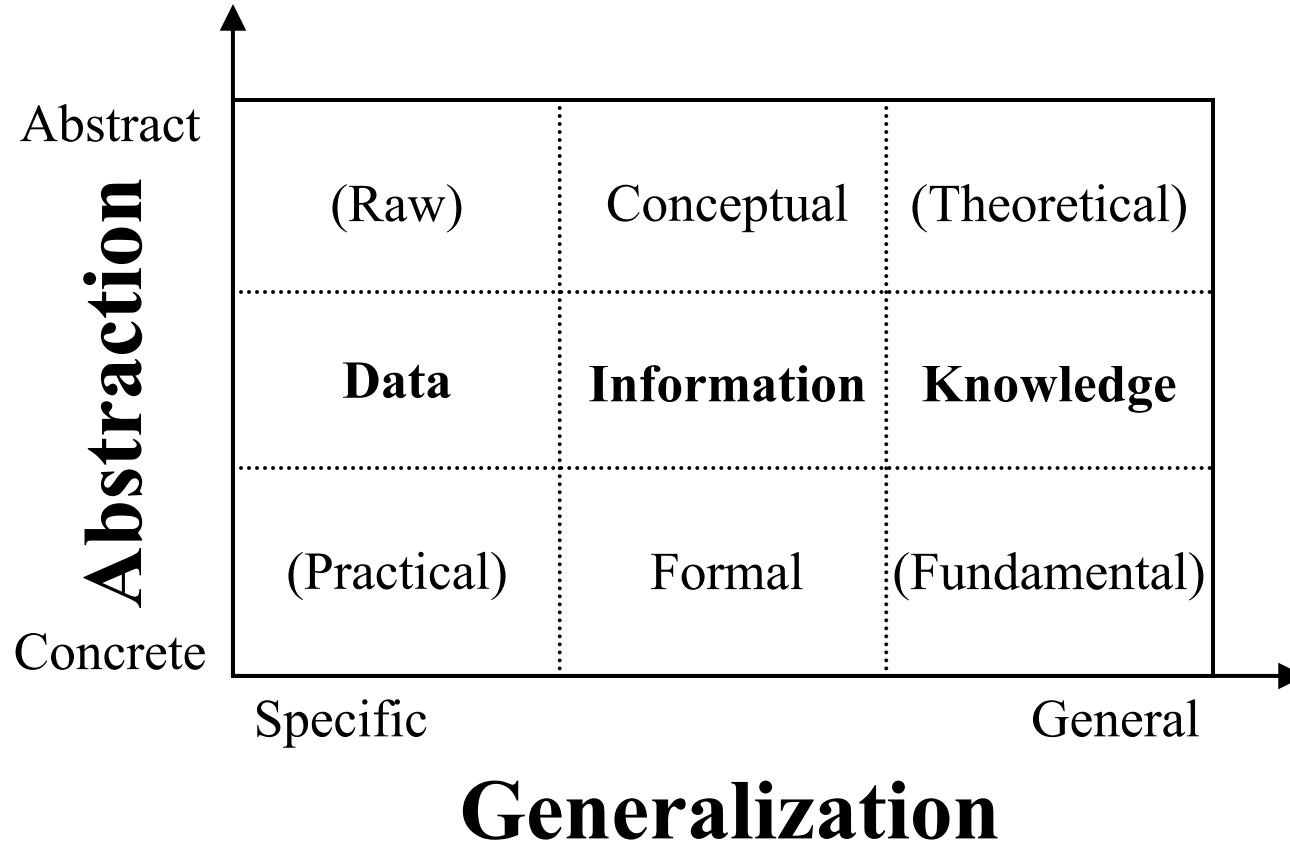 Abstract
(Raw) Conceptual (Theoretical)
Abstraction
Data Information Knowledge
(Practical) Formal (Fundamental)
Concrete
Specific General
Generalization